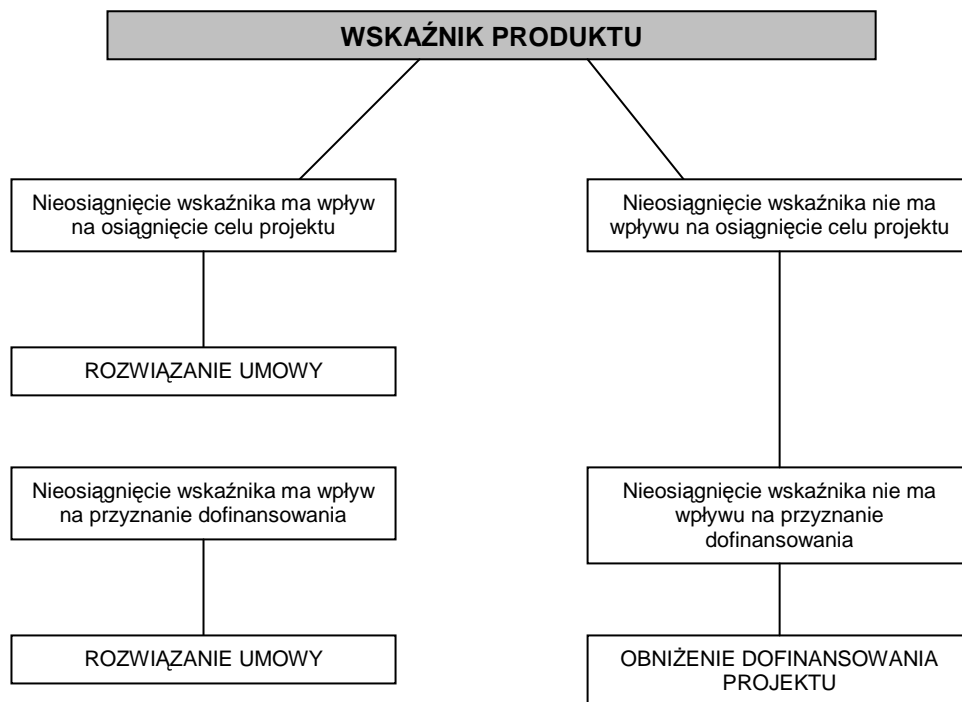 WSKAŹNIK PRODUKTU
Nieosiągnięcie wskaźnika ma wpływ
na osiągnięcie celu projektu
Nieosiągnięcie wskaźnika nie ma
wpływu na osiągnięcie celu projektu
ROZWIĄZANIE UMOWY
Nieosiągnięcie wskaźnika ma wpływ
na przyznanie dofinansowania
Nieosiągnięcie wskaźnika nie ma
wpływu na przyznanie
dofinansowania
ROZWIĄZANIE UMOWY
OBNIŻENIE DOFINANSOWANIA
PROJEKTU